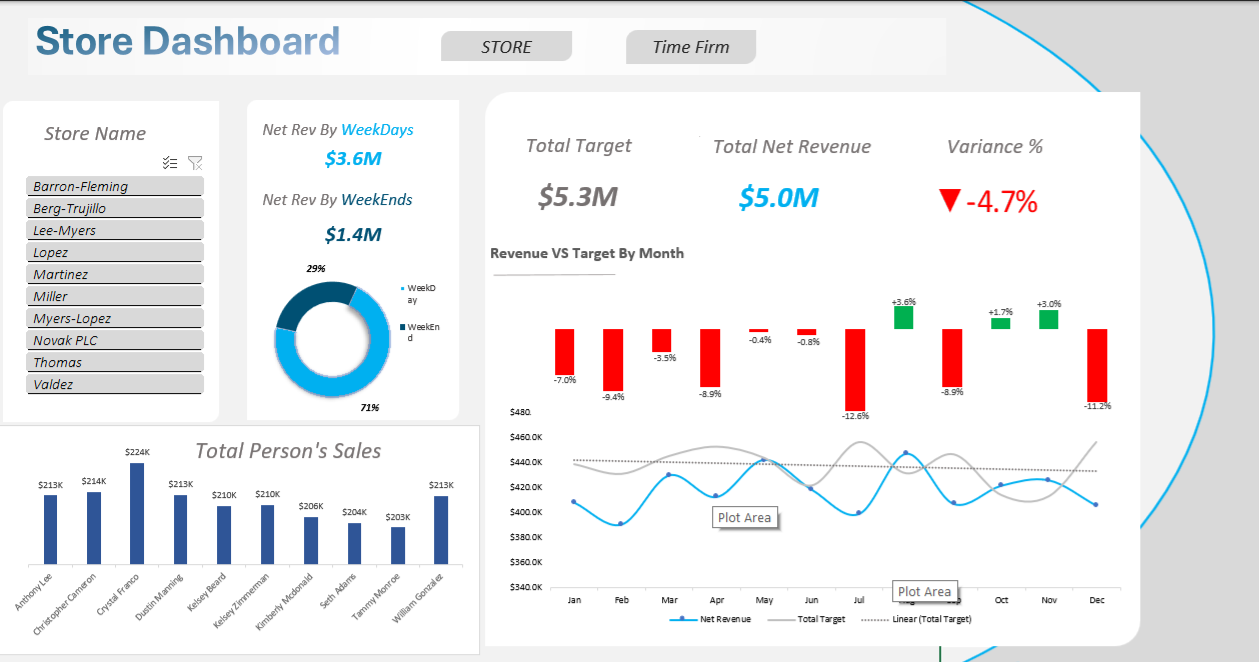 Store Dashboard
STORE
Time Firm
Store Name
Barron-Fleming
Berg-Trujillo
Lee-Myers
Lopez
Martinez
Miller
Myers-Lopez
Novak PLC
Thomas
Valdez
Net Rev By WeekDays
$3.6M
Net Rev By WeekEnds
$1.4M
29%
WeekD
ay
WeekEn
d
71%
Total Target
$5.3M
Total Net Revenue
$5.0M
Variance %
-4.7%
Revenue VS Target By Month
-7.0%
-9.4%
-3.5%
-8.9%
-0.4%
-0.8%
-12.6%
+3.6%
-8.9%
+1.7%
+3.0%
-11.2%
$480.
$460.0K
$440.0K
$420.0K
$400.0K
$380.0K
$360.0K
$340.0K
Plot Area
Plot Area
Jan
Feb
Mar
Apr
May
Jun
Jul
Oct
Nov
Dec
Net Revenue
Total Target
Linear (Total Target)
Total Person's Sales
$213K
$214K
$224K
$213K
$210K
$210K
$206K
$204K
$203K
$213K
Anthony Lee
Christopher Cameron
Crystal Franco
Dustin Manning
Kelsey Beard
Kelsey Zimmerman
Kimberly Mcdonald
Seth Adams
Tammy Monroe
William Gonzalez